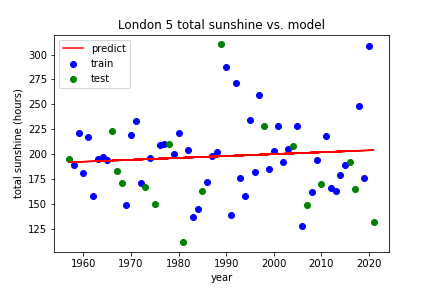 London 5 total sunshine vs. model
predict
train
test
total sunshine (hours)
300
275
250
225
200
175
150
125
1960
1970
1980
1990
2000
2010
2020
year